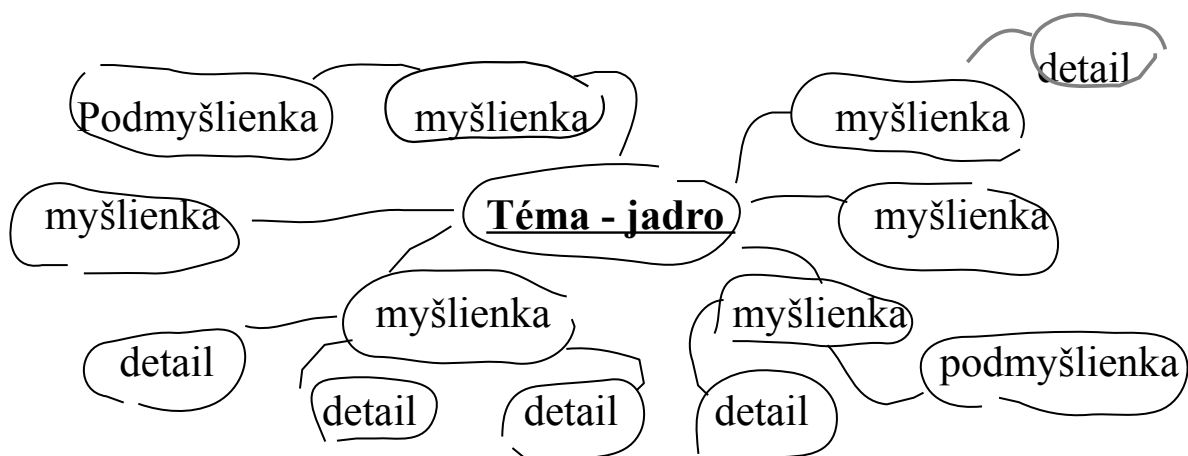 detail
Podmyšlienka myšlienka myšlienka
myšlienka Téma - jadro myšlienka
myšlienka myšlienka
detail podmyšlienka
detail detail detail